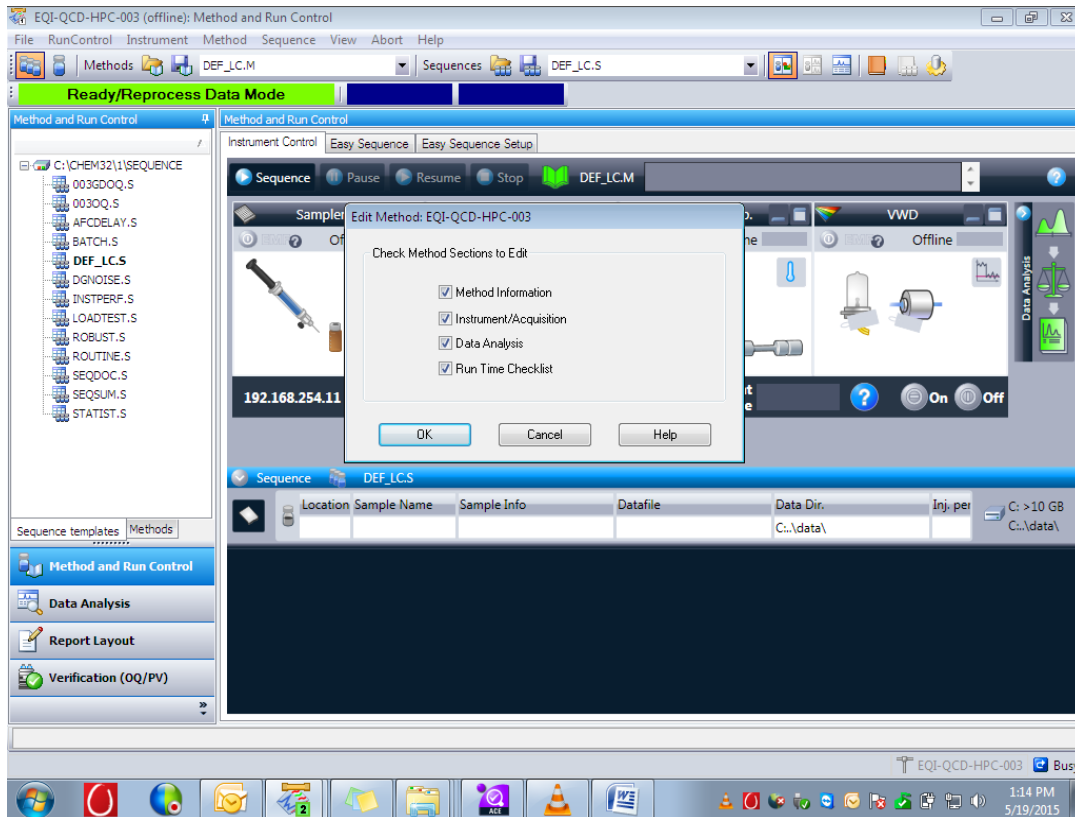 EQI-QCD-HPC-003 (offline): Method and Run Control
File RunControl Instrument Method Sequence View Abort Help
Methods DEF_LC.M Sequences DEF_LC.S
Ready/Reprocess Data Mode
Method and Run Control
Method and Run Control
Instrument Control Easy Sequence Easy Sequence Setup
C:\CHEM32\1\SEQUENCE
003GDOQ.S
003OQ.S
AFCDELAY.S
BATCH.S
DEF_LC.S
DGNOISE.S
INSTPERF.S
LOADTEST.S
ROBUST.S
ROUTINE.S
SEQDOC.S
SEQSUM.S
STATIST.S
Sequence templates Methods
Method and Run Control
Data Analysis
Report Layout
Verification (OQ/PV)
Sequence Pause Resume Stop DEF_LC.M
Sampler VWD
Offline
Data Analysis
Edit Method: EQI-QCD-HPC-003
Check Method Sections to Edit
Method Information
Instrument/Acquisition
Data Analysis
Run Time Checklist
OK Cancel Help
192.168.254.11 On Off
Sequence DEF_LC.S
Location Sample Name Sample Info Datafile Data Dir. Inj. per
C:..\data\
C: >10 GB
C:..\data\
EQI-QCD-HPC-003 Busy
2
ACE
1:14 PM
5/19/2015